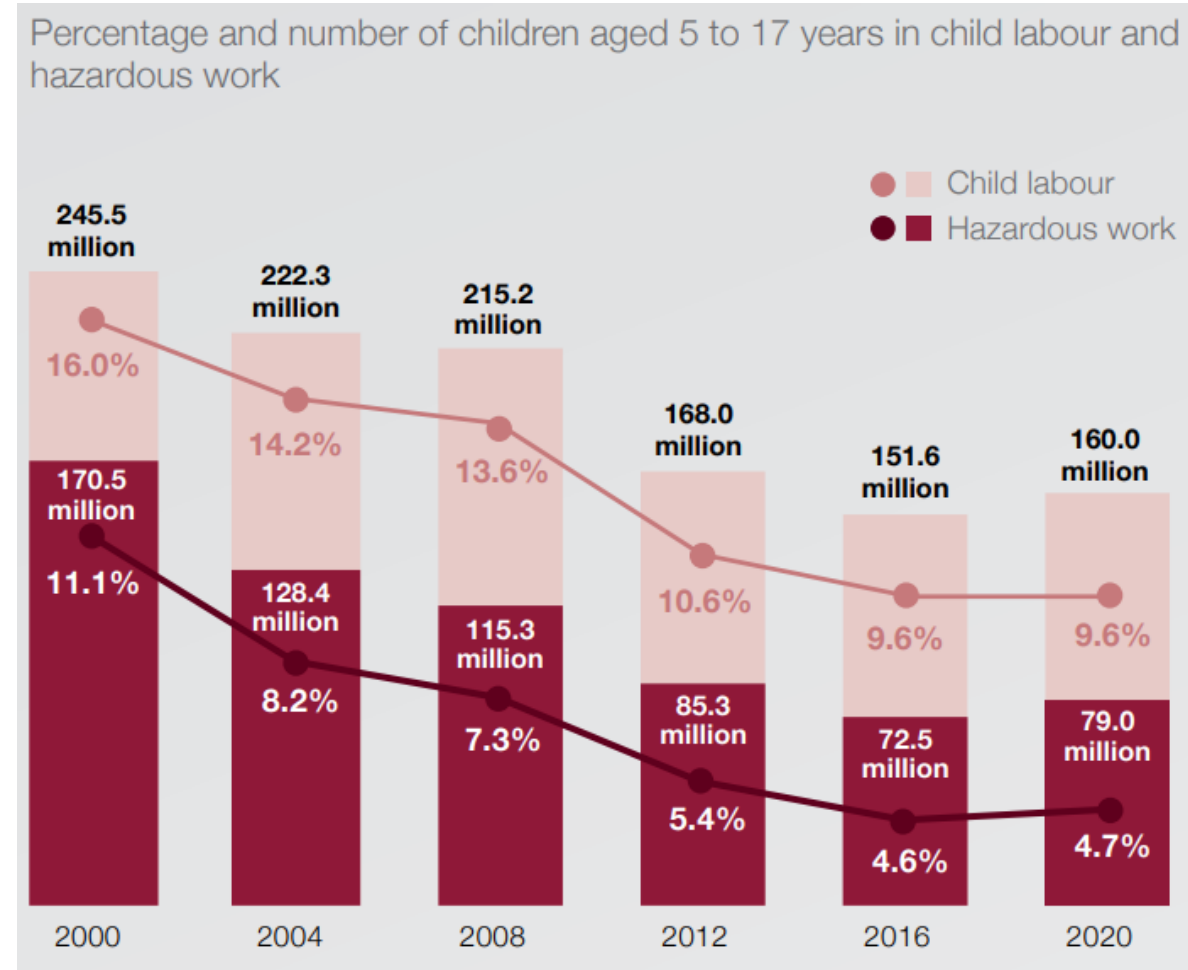 Percentage and number of children aged 5 to 17 years in child labour and
hazardous work
Child labour
Hazardous work
245.5
million
16.0%
170.5
million
11.1%
222.3
million
14.2%
128.4
million
8.2%
215.2
million
13.6%
115.3
million
7.3%
168.0
million
10.6%
85.3
million
5.4%
151.6
million
9.6%
72.5
million
4.6%
160.0
million
9.6%
79.0
million
4.7%
2000
2004
2008
2012
2016
2020